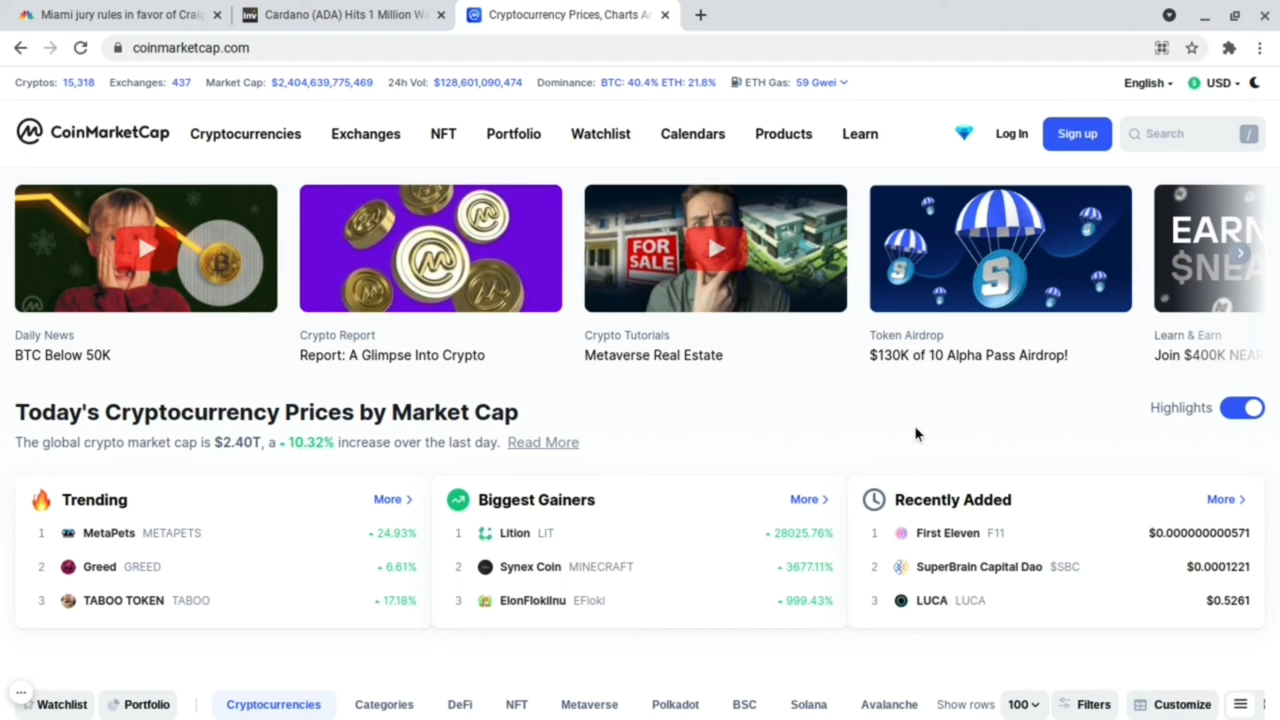 Miami jury rules in favor of Craig
Cardano (ADA) Hits 1 Million Wa
Cryptocurrency Prices, Charts An
coinmarketcap.com
Cryptos: 15,318 Exchanges: 437 Market Cap: $2,404,639,775,469 24h Vol: $128,601,090,474 Dominance: BTC: 40.4% ETH: 21.8% ETH Gas: 59 Gwei
English USD
CoinMarketCap Cryptocurrencies Exchanges NFT Portfolio Watchlist Calendars Products Learn Log In Sign up Search /
FOR SALE
EARN
$NEA
Daily News
BTC Below 50K
Crypto Report
Report: A Glimpse Into Crypto
Crypto Tutorials
Metaverse Real Estate
Token Airdrop
$130K of 10 Alpha Pass Airdrop!
Learn & Earn
Join $400K NEAR
Today's Cryptocurrency Prices by Market Cap
Highlights
The global crypto market cap is $2.40T, a 10.32% increase over the last day. Read More
Trending More
1 MetaPets METAPETS 24.93%
2 Greed GREED 6.61%
3 TABOO TOKEN TABOO 17.18%
Biggest Gainers More
1 Lition LIT 28025.76%
2 Synex Coin MINECRAFT 3677.11%
3 ElonFlokiInu EFloki 999.43%
Recently Added More
1 First Eleven F11 $0.000000000571
2 SuperBrain Capital Dao $SBC $0.0001221
3 LUCA LUCA $0.5261
Watchlist Portfolio Cryptocurrencies Categories DeFi NFT Metaverse Polkadot BSC Solana Avalanche Show rows 100 Filters Customize